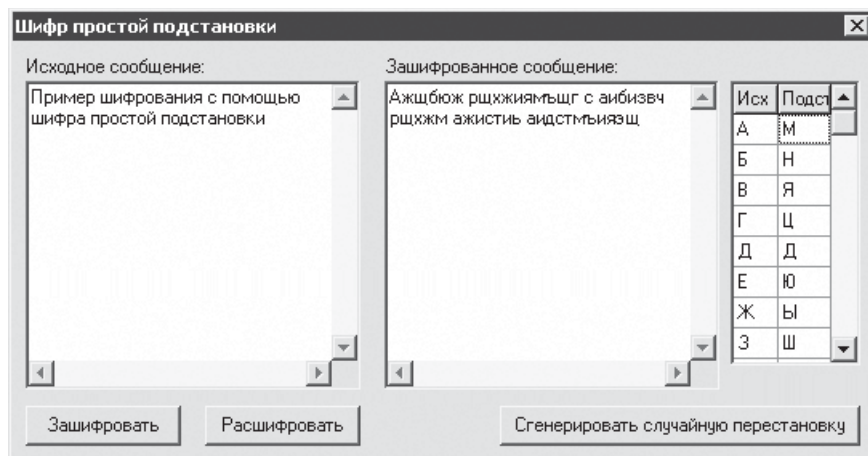 Шифр простой подстановки
Исходное сообщение:
Пример шифрования с помощью
шифра простой подстановки
Зашифрованное сообщение:
Ажщбюж рщхжиямъщг с аибизвч
рщхжм ажистиь аидстмъияэщ
Исх Подст
А М
Б Н
В Я
Г Ц
Д Д
Е Ю
Ж Ы
З Ш
Зашифровать
Расшифровать
Сгенерировать случайную перестановку